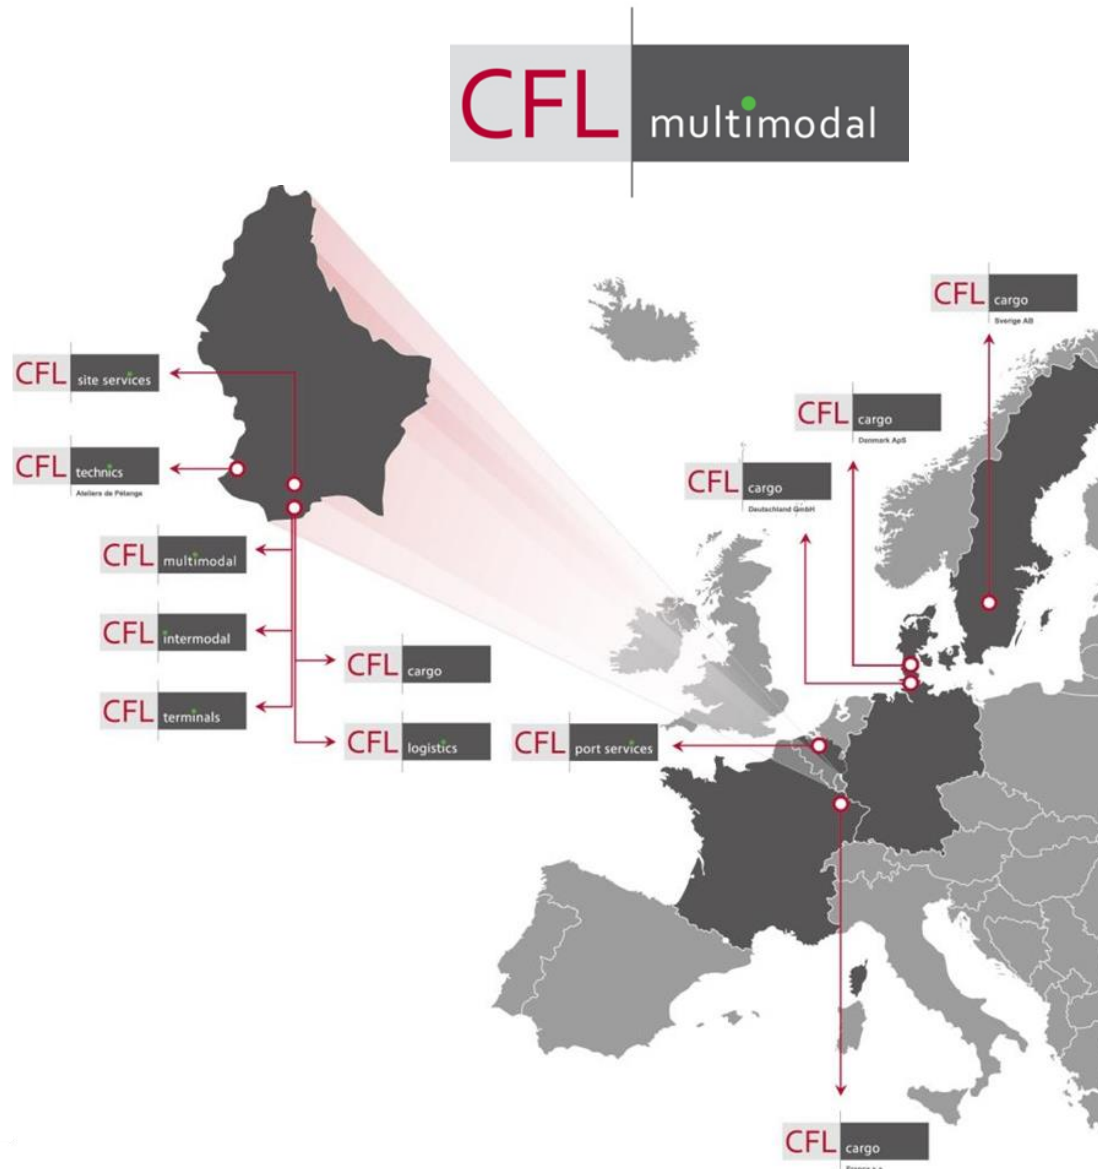 CFL multimodal
CFL cargo
Sverige AB
CFL site services
CFL cargo
Danmark ApS
CFL technics
Ateliers de Pétange
CFL cargo
Deutschland GmbH
CFL multimodal
CFL intermodal
CFL cargo
CFL terminals
CFL logistics
CFL port services
CFL cargo